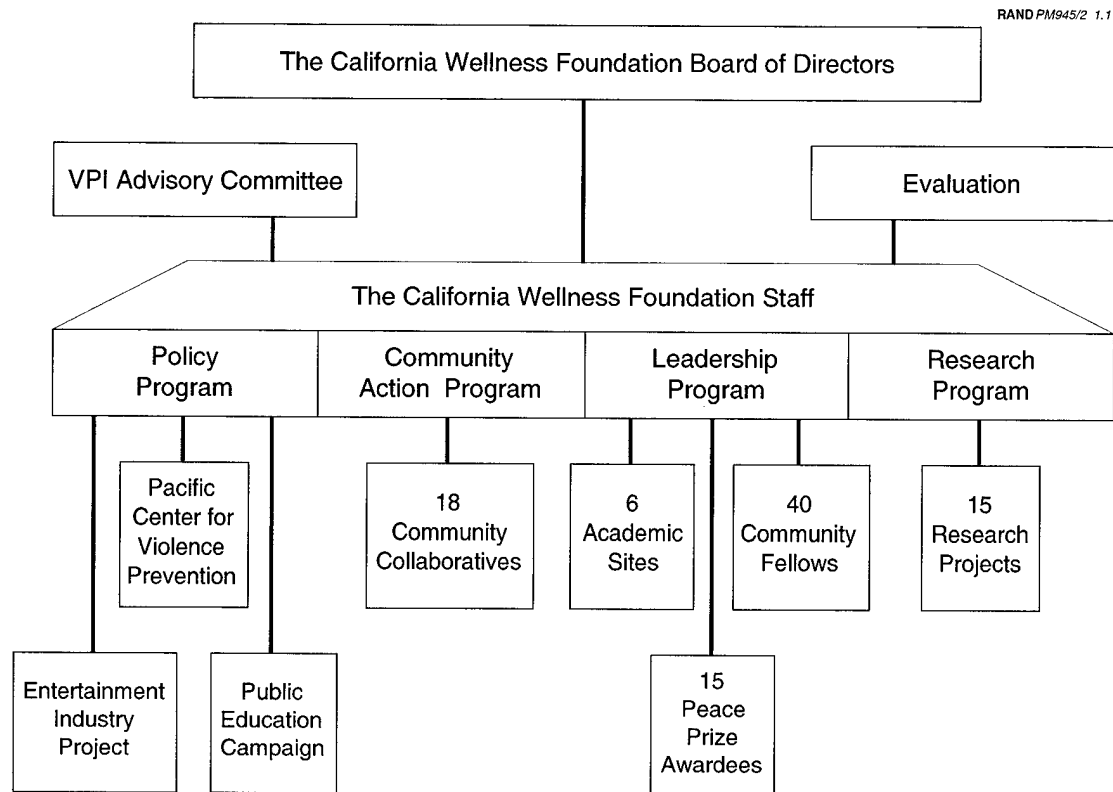 RAND PM945/2 1.1
The California Wellness Foundation Board of Directors
VPI Advisory Committee
Evaluation
The California Wellness Foundation Staff
Policy
Program
Community
Action Program
Leadership
Program
Research
Program
Pacific
Center for
Violence
Prevention
18
Community
Collaboratives
6
Academic
Sites
40
Community
Fellows
15
Research
Projects
Entertainment
Industry
Project
Public
Education
Campaign
15
Peace
Prize
Awardees